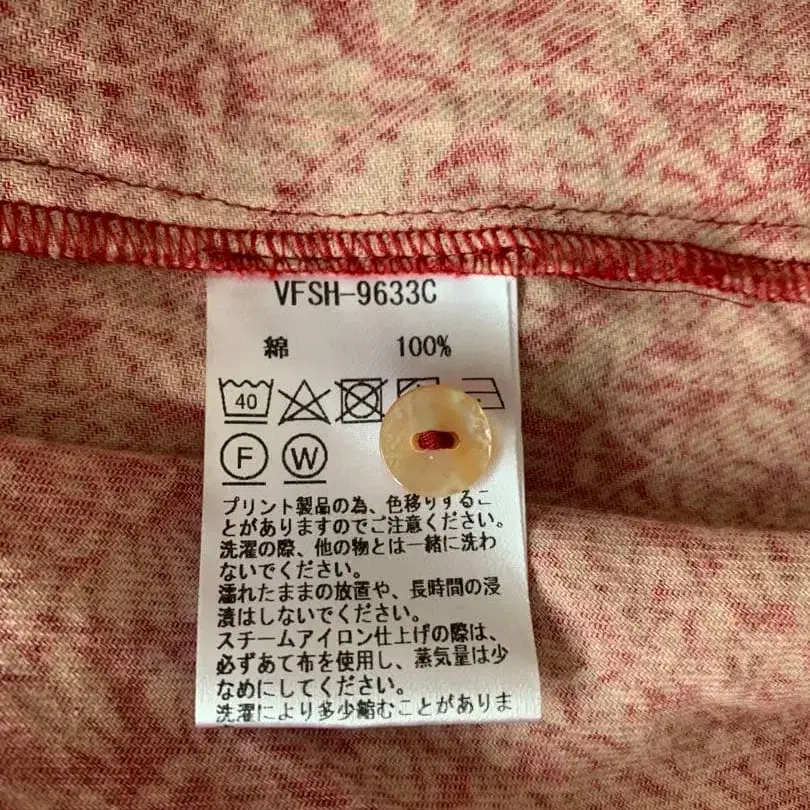 VFSH-9633C
綿 100%
40
F W
プリント製品の為、色移りするこ
とがありますのでご注意ください。
洗濯の際、他の物とは一緒に洗わ
ないでください。
濡れたままの放置や、長時間の浸
漬はしないでください。
スチームアイロン仕上げの際は、
必ずあて布を使用し、蒸気量は少
なめにしてください。
洗濯により多少縮むことがありま